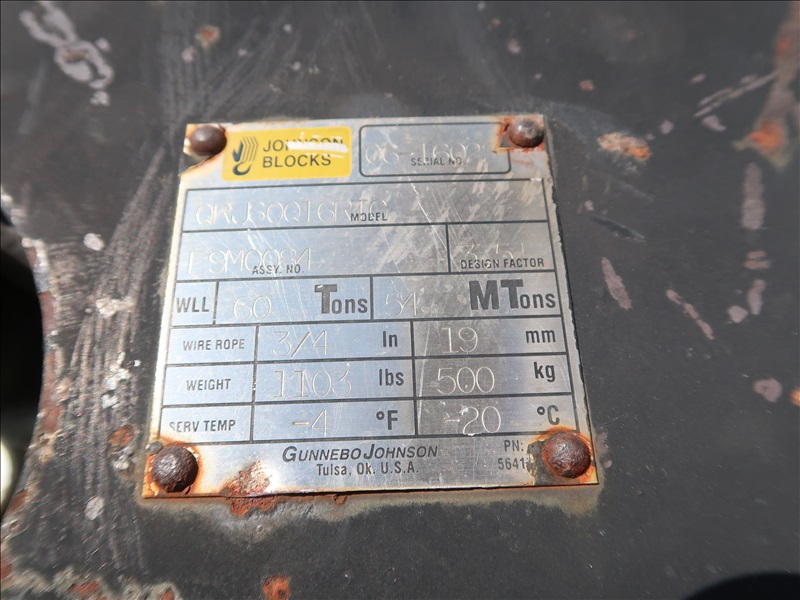 JOHNSON
BLOCKS
SERIAL NO.
MODEL
ASSY. NO.
DESIGN FACTOR
WLL 60 Tons 54 MTons
WIRE ROPE 3/4 In 19 mm
WEIGHT 1103 lbs 500 kg
SERV TEMP -4 °F -20 °C
GUNNEBO JOHNSON
Tulsa, Ok. U.S.A.
PN: